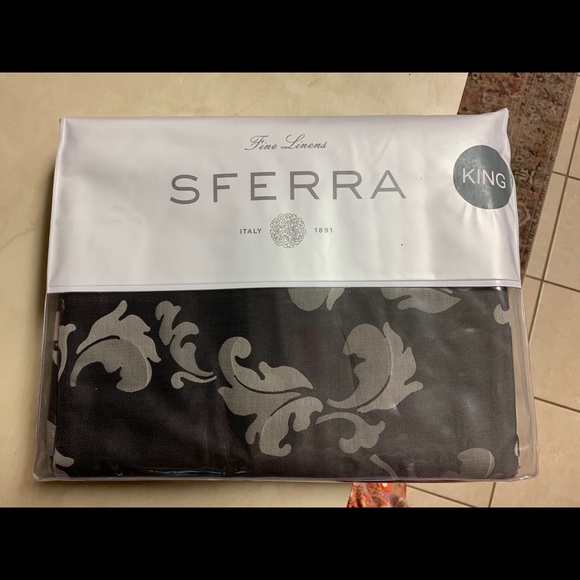 Fine Linens
SFERRA
KING
ITALY 1891